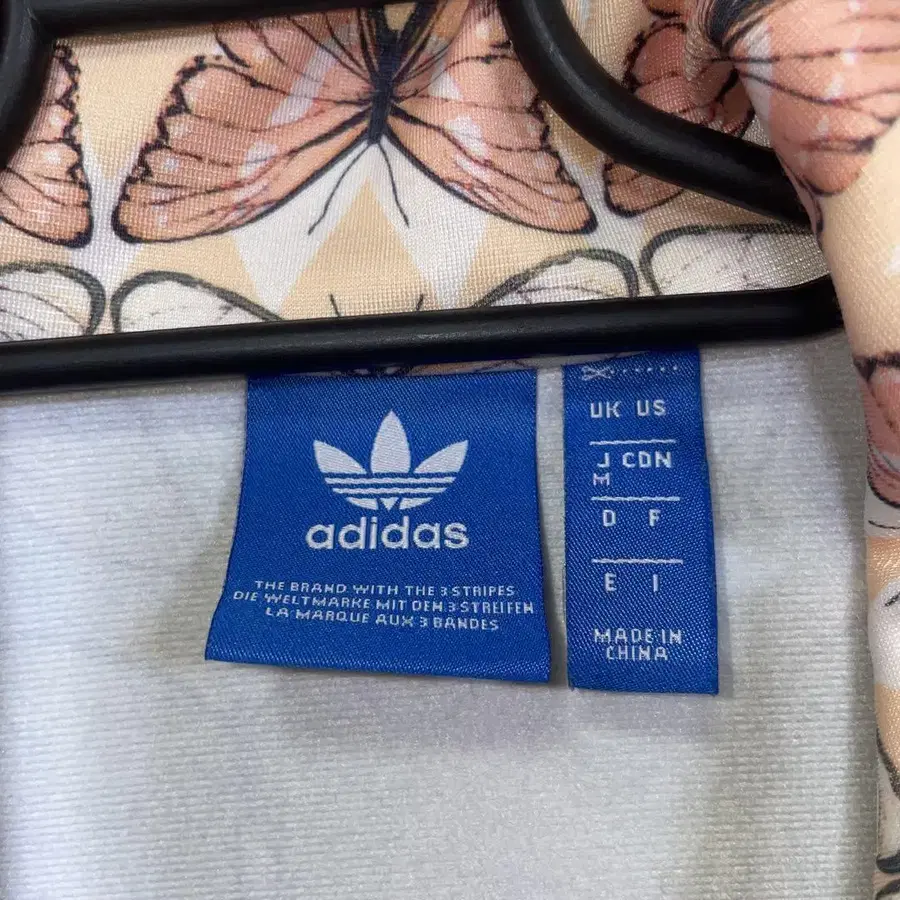 adidas
THE BRAND WITH THE 3 STRIPES
DIE WELTMARKE MIT DEN 3 STREIFEN
LA MARQUE AUX 3 BANDES
UK US
J CDN
M
D F
E I
MADE IN
CHINA